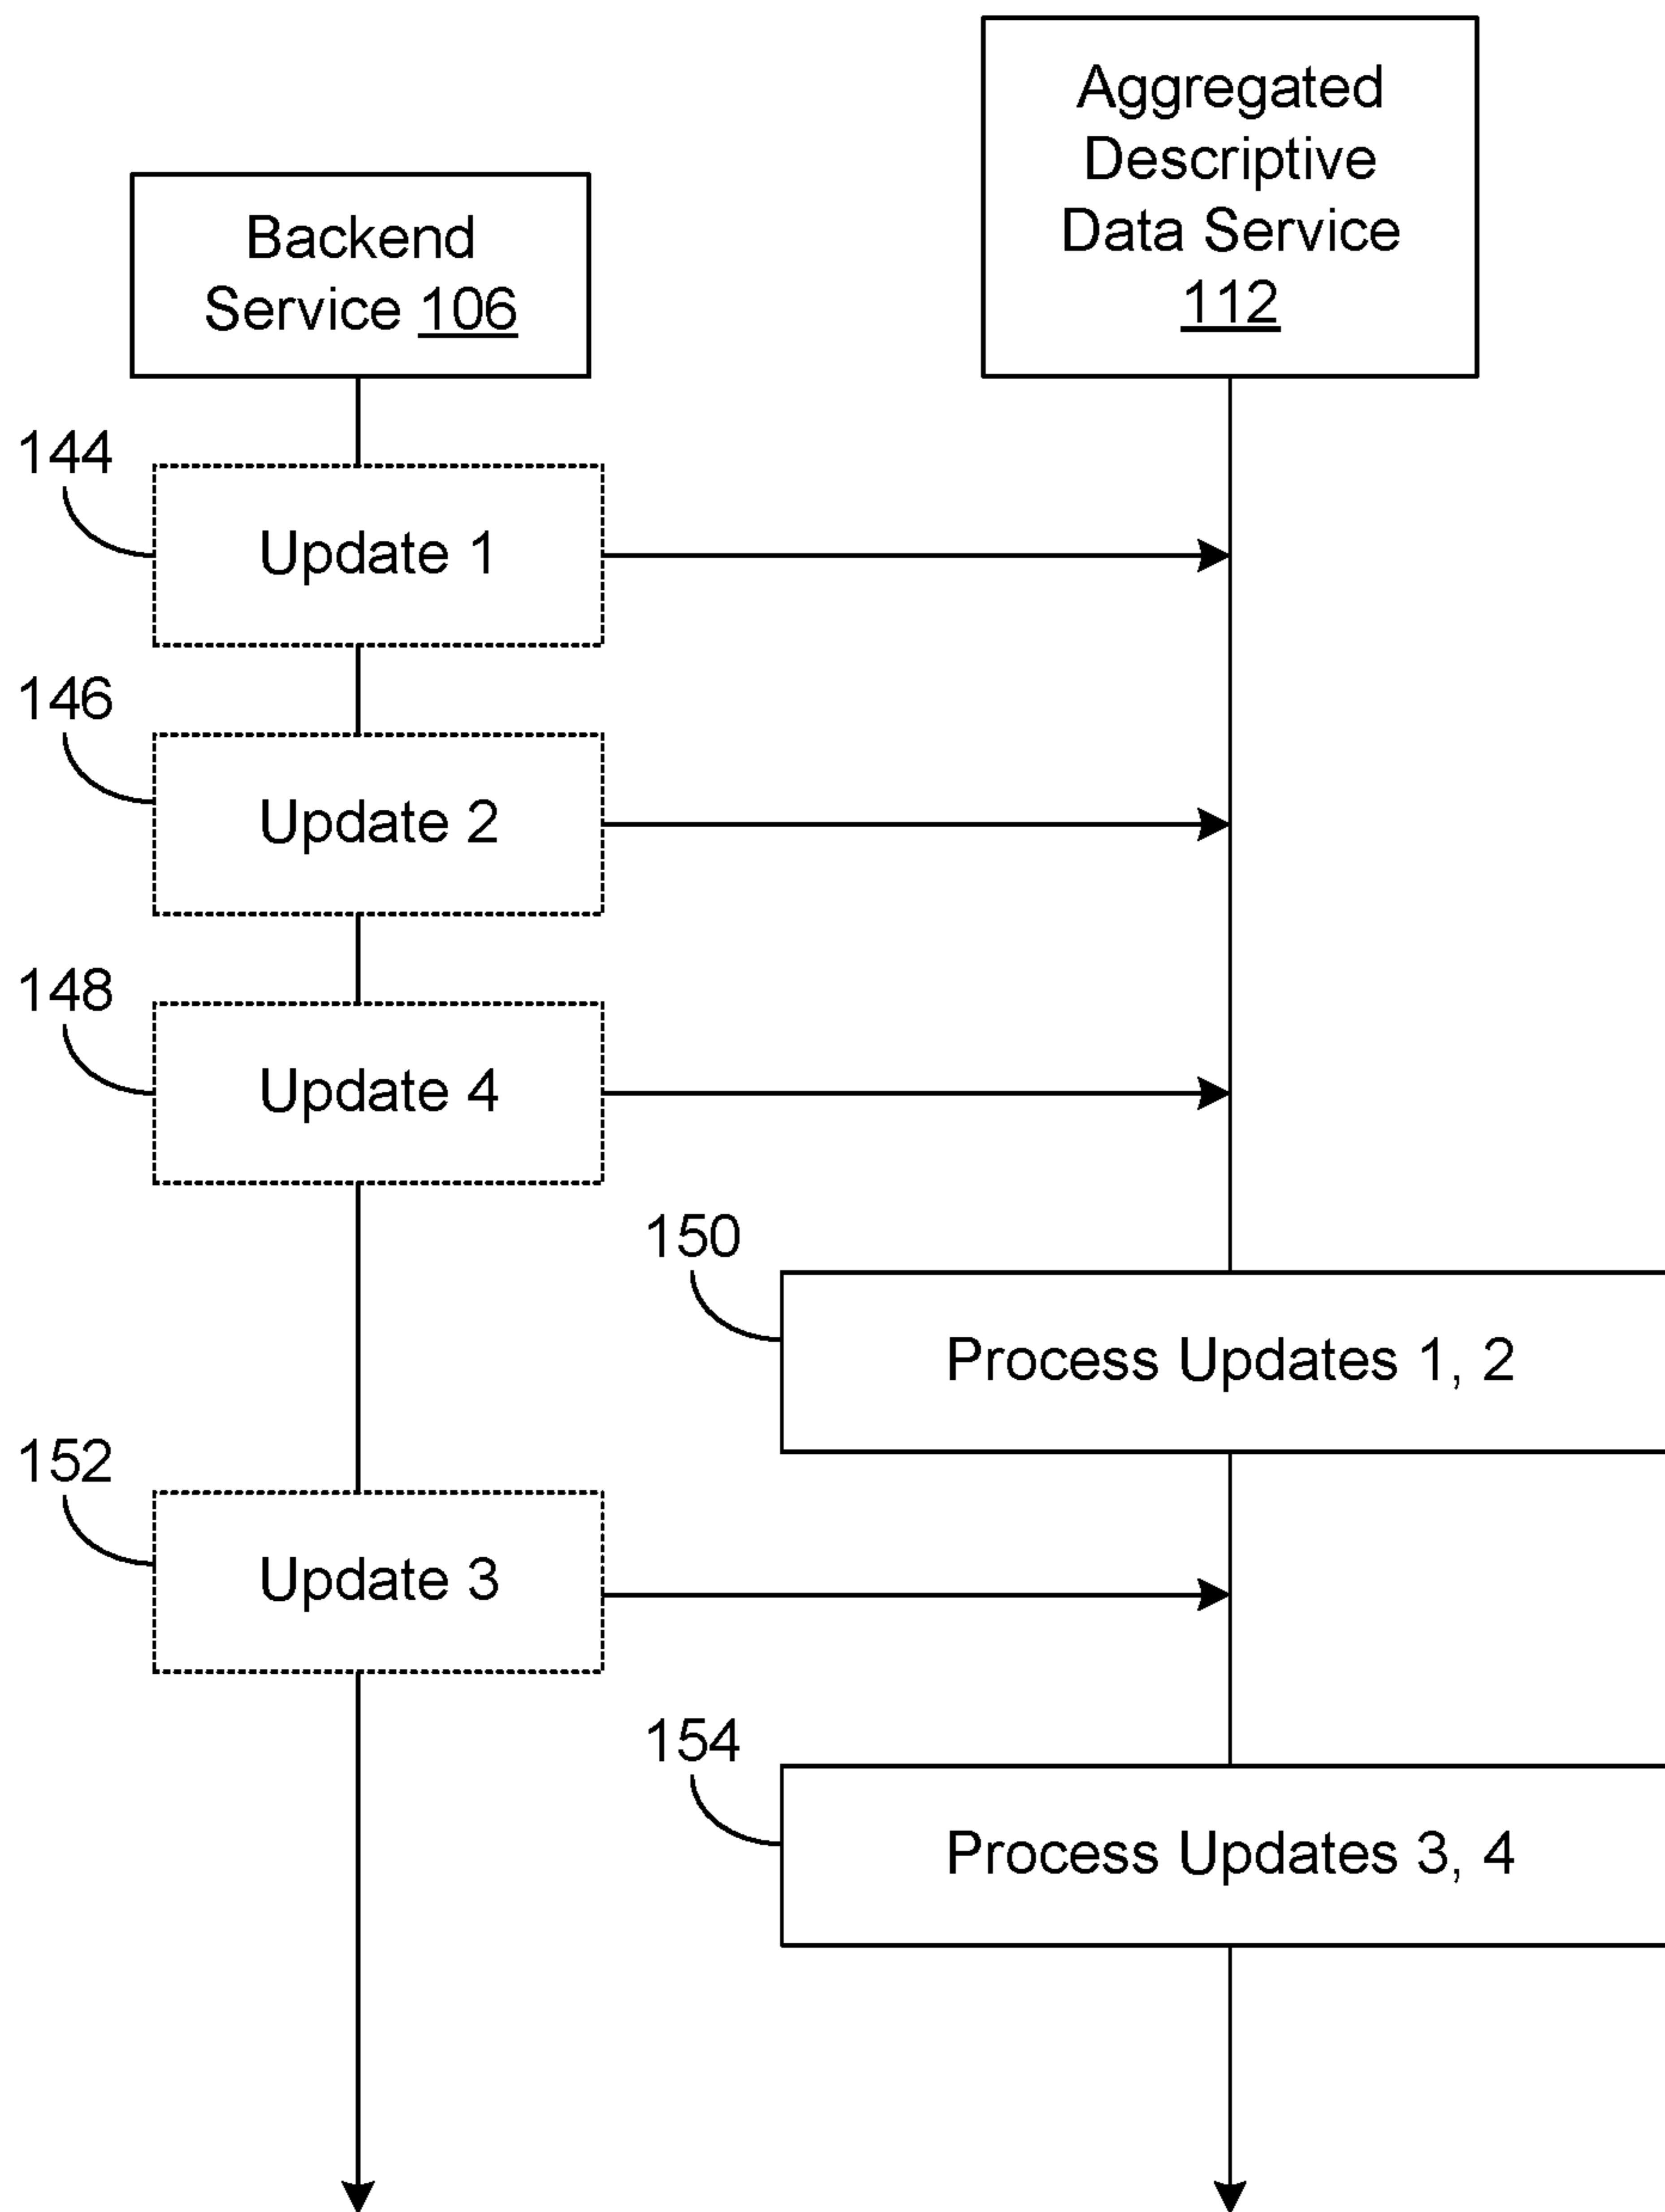 Aggregated
Descriptive
Data Service
112
Backend
Service 106
144
Update 1
146
Update 2
148
Update 4
150
Process Updates 1, 2
152
Update 3
154
Process Updates 3, 4